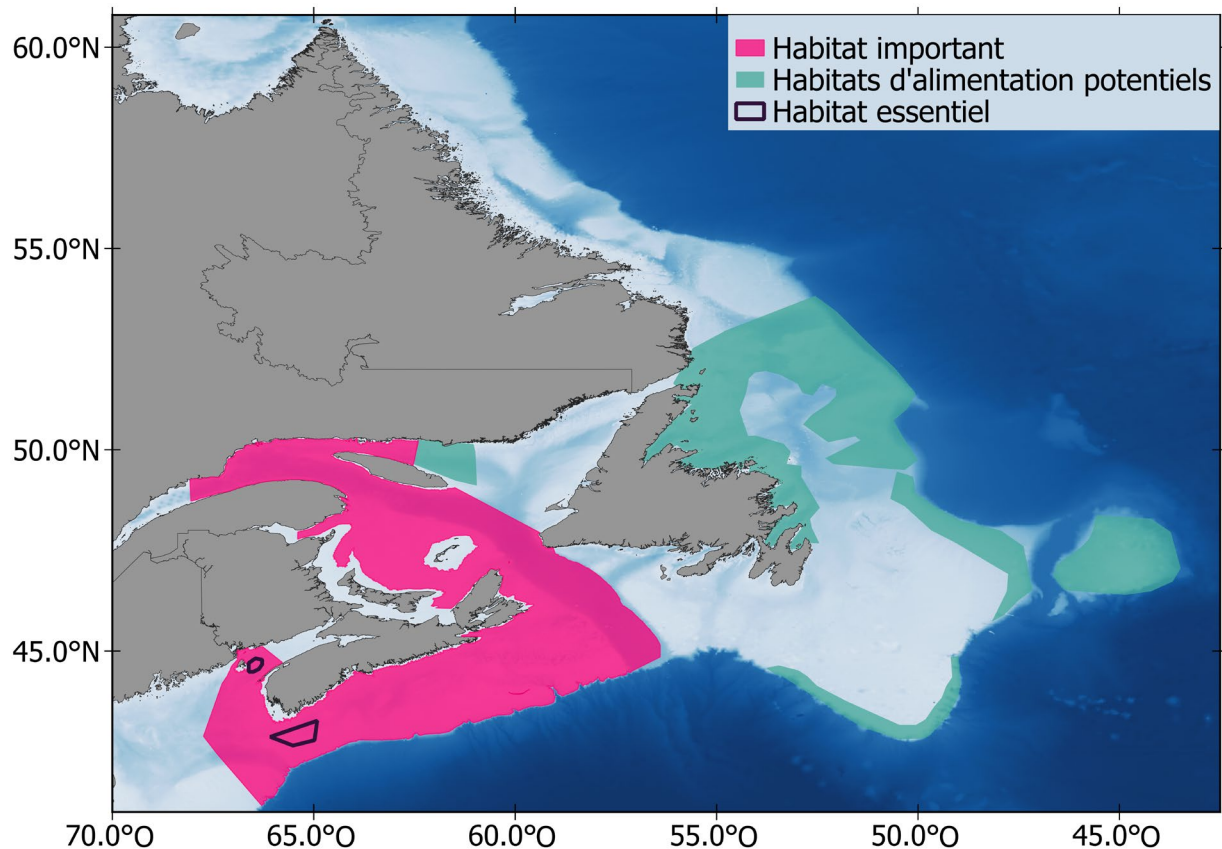 Habitat important
Habitats d'alimentation potentiels
Habitat essentiel
60.0°N
55.0°N
50.0°N
45.0°N
70.0°O 65.0°O 60.0°O 55.0°O 50.0°O 45.0°O